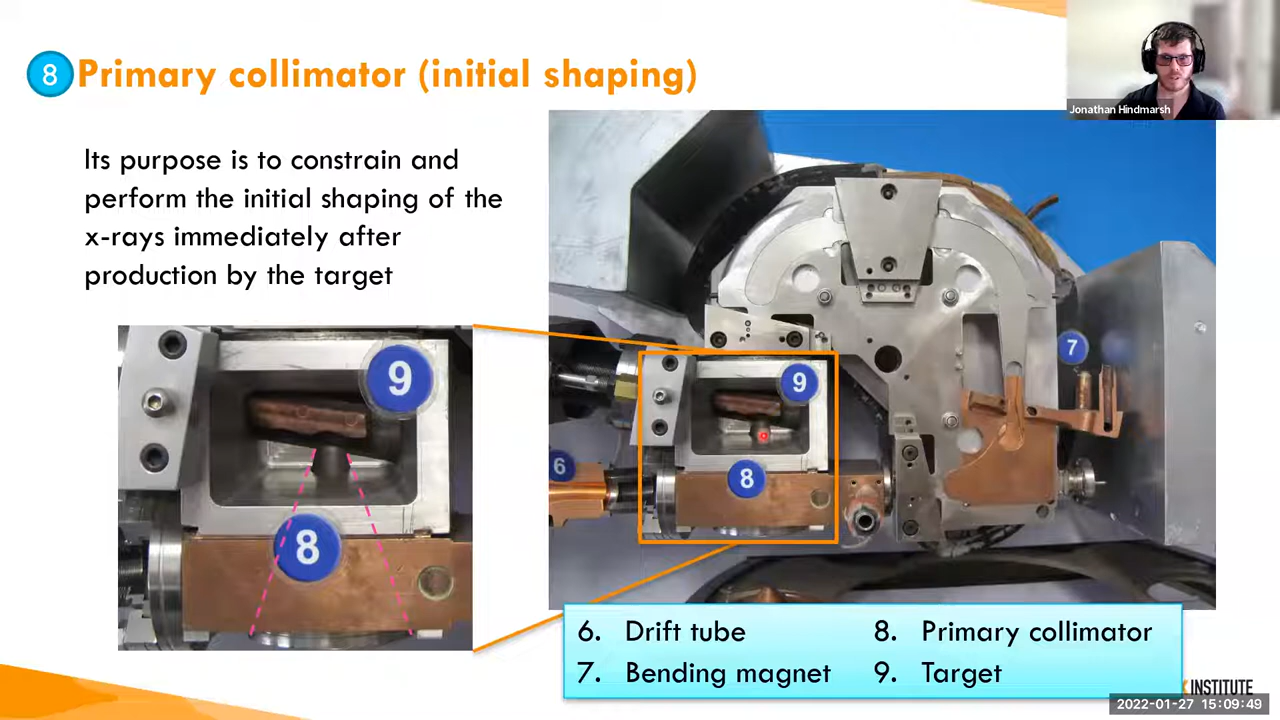 8 Primary collimator (initial shaping)
Jonathan Hindmarsh
Its purpose is to constrain and
perform the initial shaping of the
x-rays immediately after
production by the target
9
8
9
7
6
8
6. Drift tube
7. Bending magnet
8. Primary collimator
9. Target
INSTITUTE
2022-01-27 15:09:49